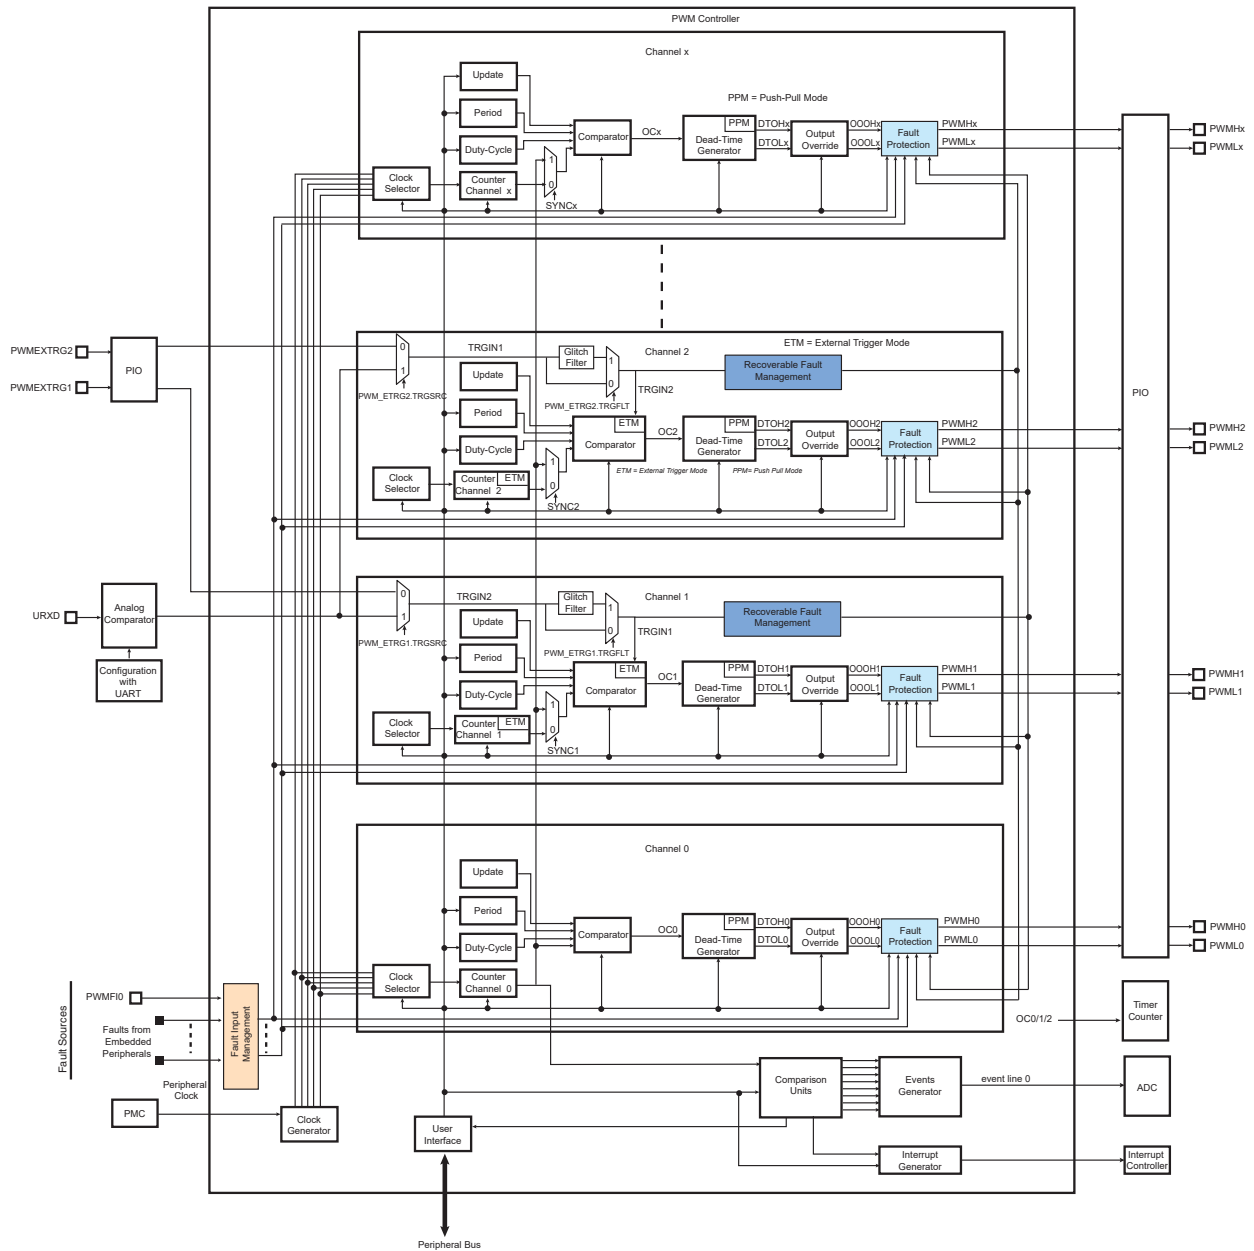 PWM Controller
Channel x
Update
PPM = Push-Pull Mode
Period
Comparator
OCx
PPM
Dead-Time
Generator
DTOHx
DTOLx
Output
Override
OOOHx
OOOLx
Fault
Protection
PWMHx
PWMLx
PWMHx
PWMLx
Duty-Cycle
Clock
Selector
Counter
Channel x
1
0
SYNCx
PWMEXTRG2
PWMEXTRG1
PIO
0
1
PWM_ETRG2.TRGSRC
TRGIN1
Glitch
Filter
1
0
PWM_ETRG2.TRGFLT
Channel 2
TRGIN2
ETM = External Trigger Mode
Recoverable Fault
Management
PIO
Update
Period
Duty-Cycle
ETM
Comparator
OC2
PPM
Dead-Time
Generator
DTOH2
DTOL2
Output
Override
OOOH2
OOOL2
Fault
Protection
PWMH2
PWML2
PWMH2
PWML2
ETM = External Trigger Mode
PPM= Push Pull Mode
Clock
Selector
Counter
Channel 2
ETM
1
0
SYNC2
URXD
Analog
Comparator
Configuration
with
UART
0
1
PWM_ETRG1.TRGSRC
TRGIN2
Glitch
Filter
1
0
PWM_ETRG1.TRGFLT
Channel 1
TRGIN1
Recoverable Fault
Management
Update
Period
Duty-Cycle
ETM
Comparator
OC1
PPM
Dead-Time
Generator
DTOH1
DTOL1
Output
Override
OOOH1
OOOL1
Fault
Protection
PWMH1
PWML1
PWMH1
PWML1
Clock
Selector
Counter
Channel 1
ETM
1
0
SYNC1
Channel 0
Update
Period
Duty-Cycle
Comparator
OC0
PPM
Dead-Time
Generator
DTOH0
DTOL0
Output
Override
OOOH0
OOOL0
Fault
Protection
PWMH0
PWML0
PWMH0
PWML0
Clock
Selector
Counter
Channel 0
Fault Sources
PWMFI0
Faults from
Embedded
Peripherals
Fault Input
Management
OC0/1/2
Timer
Counter
Peripheral
Clock
PMC
Clock
Generator
User
Interface
Comparison
Units
Events
Generator
event line 0
ADC
Interrupt
Generator
Interrupt
Controller
Peripheral Bus